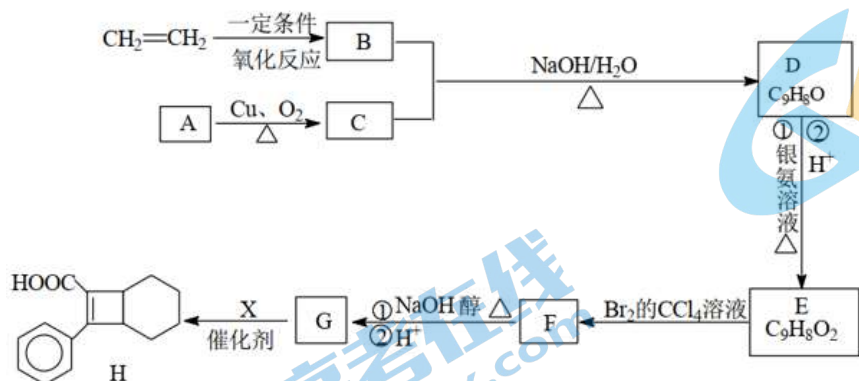 CH₂=CH₂
一定条件
氧化反应
B
A
Cu、O₂
△
C
NaOH/H₂O
△
D
C₉H₈O
① ②
银氨溶液
△
H⁺
E
C₉H₈O₂
Br₂的CCl₄溶液
F
①NaOH醇 △
②H⁺
G
X
催化剂
HOOC
H